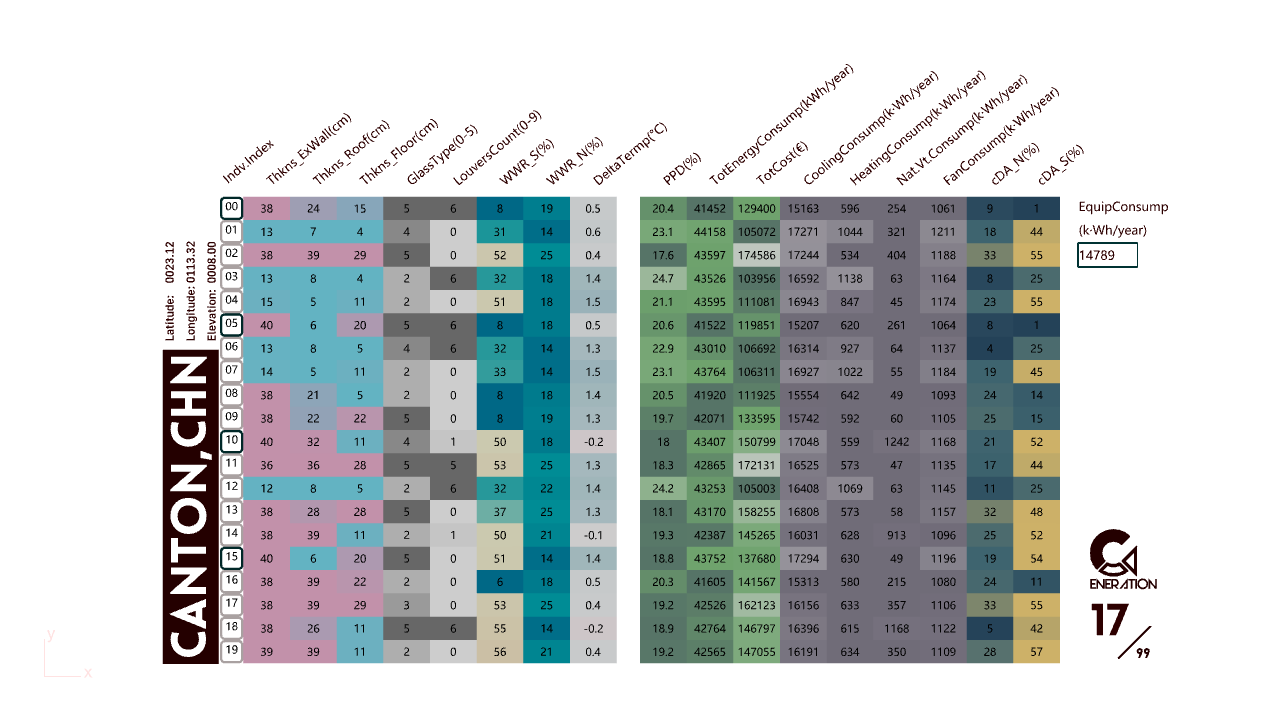 Indv.Index Thkns_ExWall(cm) Thkns_Roof(cm) Thkns_Floor(cm) GlassType(0-5) LouversCount(0-9) WWR_S(%) WWR_N(%) DeltaTermp(°C) PPD(%) TotEnergyConsump(kWh/year) TotCost(€) CoolingConsump(k·Wh/year) HeatingConsump(k·Wh/year) Nat.Vt.Consump(k·Wh/year) FanConsump(k·Wh/year) cDA_N(%) cDA_S(%)
00 38 24 15 5 6 8 19 0.5 20.4 41452 129400 15163 596 254 1061 9 1
01 13 7 4 4 0 31 14 0.6 23.1 44158 105072 17271 1044 321 1211 18 44
02 38 39 29 5 0 52 25 0.4 17.6 43597 174586 17244 534 404 1188 33 55
03 13 8 4 2 6 32 18 1.4 24.7 43526 103956 16592 1138 63 1164 8 25
04 15 5 11 2 0 51 18 1.5 21.1 43595 111081 16943 847 45 1174 23 55
05 40 6 20 5 6 8 18 0.5 20.6 41522 119851 15207 620 261 1064 8 1
06 13 8 5 4 6 32 14 1.3 22.9 43010 106692 16314 927 64 1137 4 25
07 14 5 11 2 0 33 14 1.5 23.1 43764 106311 16927 1022 55 1184 19 45
08 38 21 5 2 0 8 18 1.4 20.5 41920 111925 15554 642 49 1093 24 14
09 38 22 22 5 0 8 19 1.3 19.7 42071 133595 15742 592 60 1105 25 15
10 40 32 11 4 1 50 18 -0.2 18 43407 150799 17048 559 1242 1168 21 52
11 36 36 28 5 5 53 25 1.3 18.3 42865 172131 16525 573 47 1135 17 44
12 12 8 5 2 6 32 22 1.4 24.2 43253 105003 16408 1069 63 1145 11 25
13 38 28 28 5 0 37 25 1.3 18.1 43170 158255 16808 573 58 1157 32 48
14 38 39 11 2 1 50 21 -0.1 19.3 42387 145265 16031 628 913 1096 25 52
15 40 6 20 5 0 51 14 1.4 18.8 43752 137680 17294 630 49 1196 19 54
16 38 39 22 2 0 6 18 0.5 20.3 41605 141567 15313 580 215 1080 24 11
17 38 39 29 3 0 53 25 0.4 19.2 42526 162123 16156 633 357 1106 33 55
18 38 26 11 5 6 55 14 -0.2 18.9 42764 146797 16396 615 1168 1122 5 42
19 39 39 11 2 0 56 21 0.4 19.2 42565 147055 16191 634 350 1109 28 57
EquipConsump
(k·Wh/year)
14789
Latitude: 0023.12
Longitude: 0113.32
Elevation: 0008.00
CANTON,CHN
GENERATION
17/99
y
x